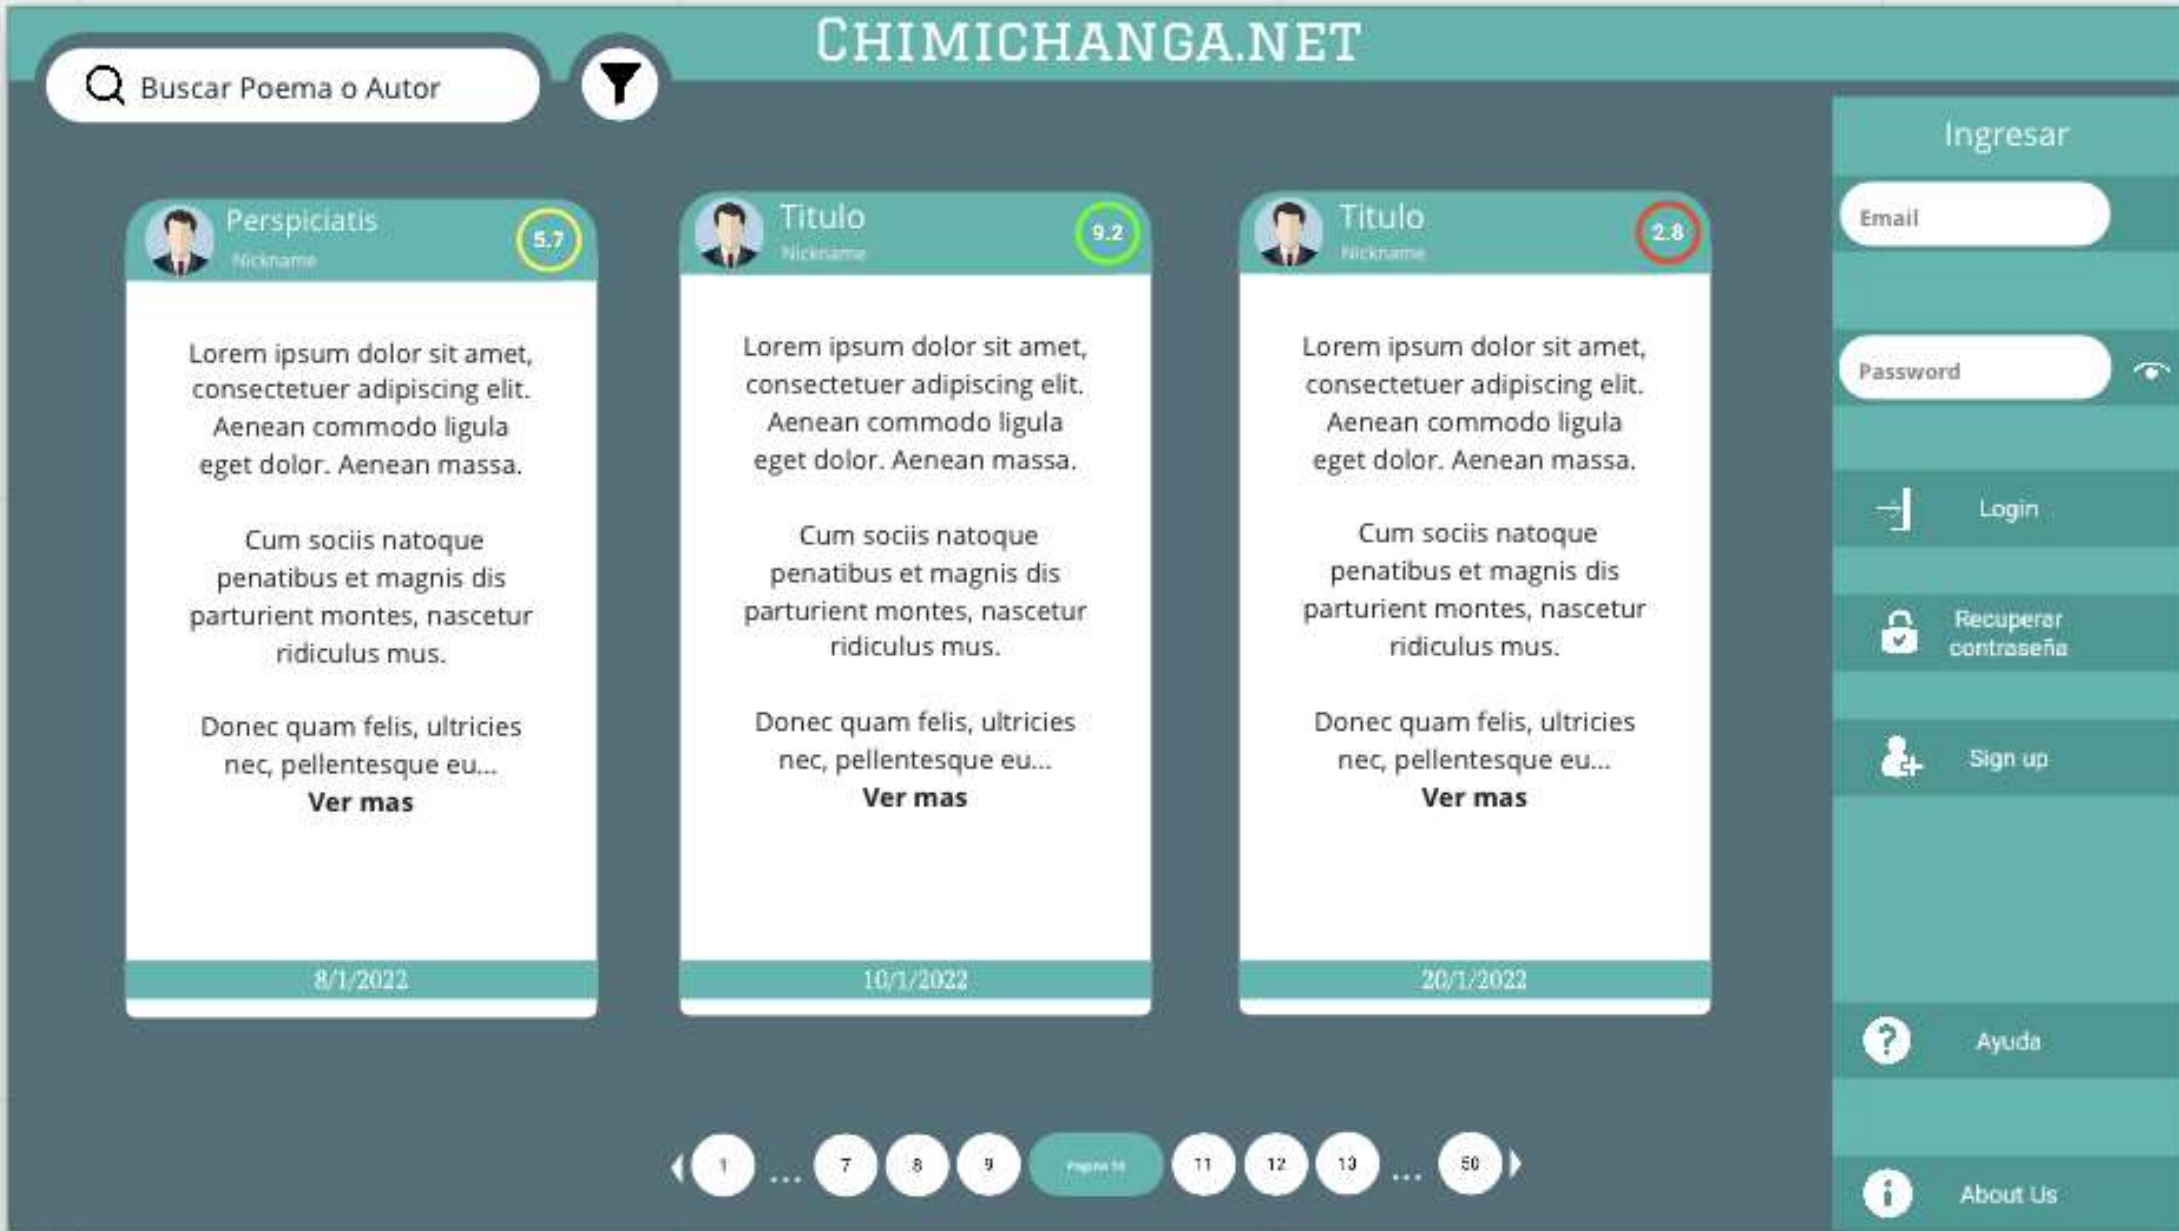 CHIMICHANGA.NET
Buscar Poema o Autor
Perspiciatis
Nickname
5.7
Lorem ipsum dolor sit amet,
consectetuer adipiscing elit.
Aenean commodo ligula
eget dolor. Aenean massa.
Cum sociis natoque
penatibus et magnis dis
parturient montes, nascetur
ridiculus mus.
Donec quam felis, ultricies
nec, pellentesque eu...
Ver mas
8/1/2022
Titulo
Nickname
9.2
Lorem ipsum dolor sit amet,
consectetuer adipiscing elit.
Aenean commodo ligula
eget dolor. Aenean massa.
Cum sociis natoque
penatibus et magnis dis
parturient montes, nascetur
ridiculus mus.
Donec quam felis, ultricies
nec, pellentesque eu...
Ver mas
10/1/2022
Titulo
Nickname
2.8
Lorem ipsum dolor sit amet,
consectetuer adipiscing elit.
Aenean commodo ligula
eget dolor. Aenean massa.
Cum sociis natoque
penatibus et magnis dis
parturient montes, nascetur
ridiculus mus.
Donec quam felis, ultricies
nec, pellentesque eu...
Ver mas
20/1/2022
Ingresar
Email
Password
Login
Recuperar
contraseña
Sign up
Ayuda
About Us
1 ... 7 8 9 Pagina 11 12 13 ... 50